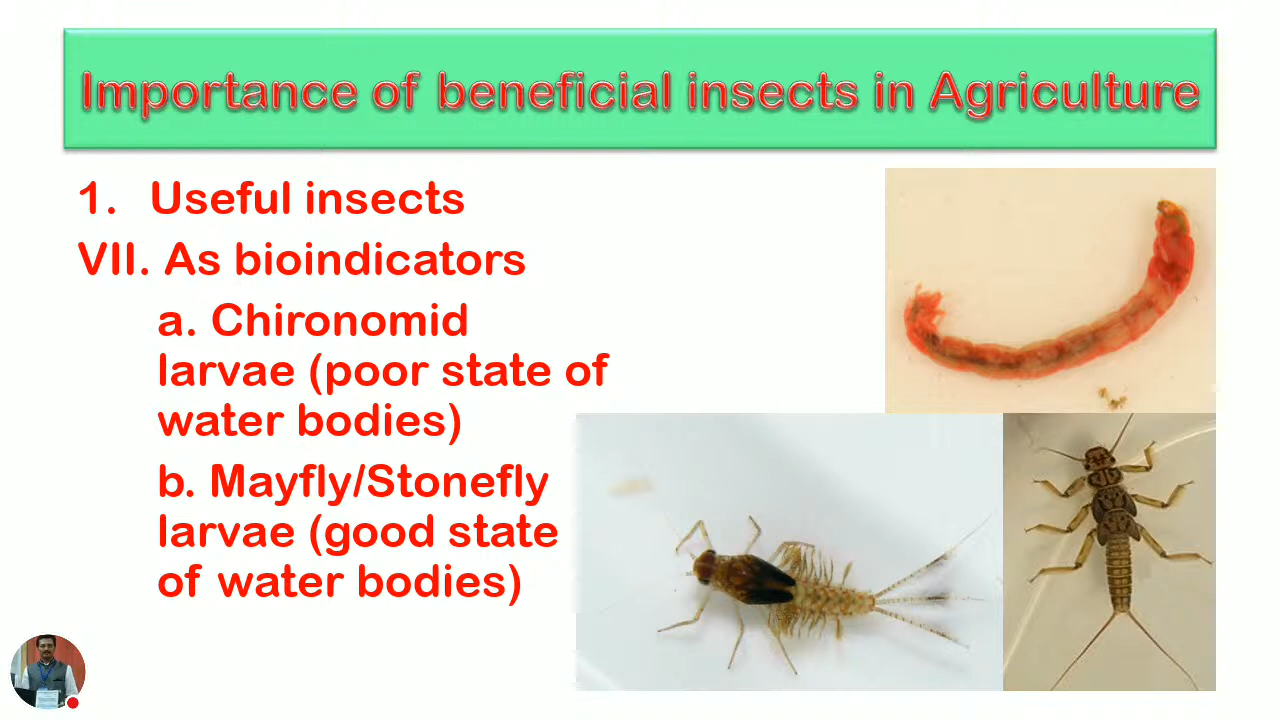 Importance of beneficial insects in Agriculture
1. Useful insects
VII. As bioindicators
a. Chironomid
larvae (poor state of
water bodies)
b. Mayfly/Stonefly
larvae (good state
of water bodies)